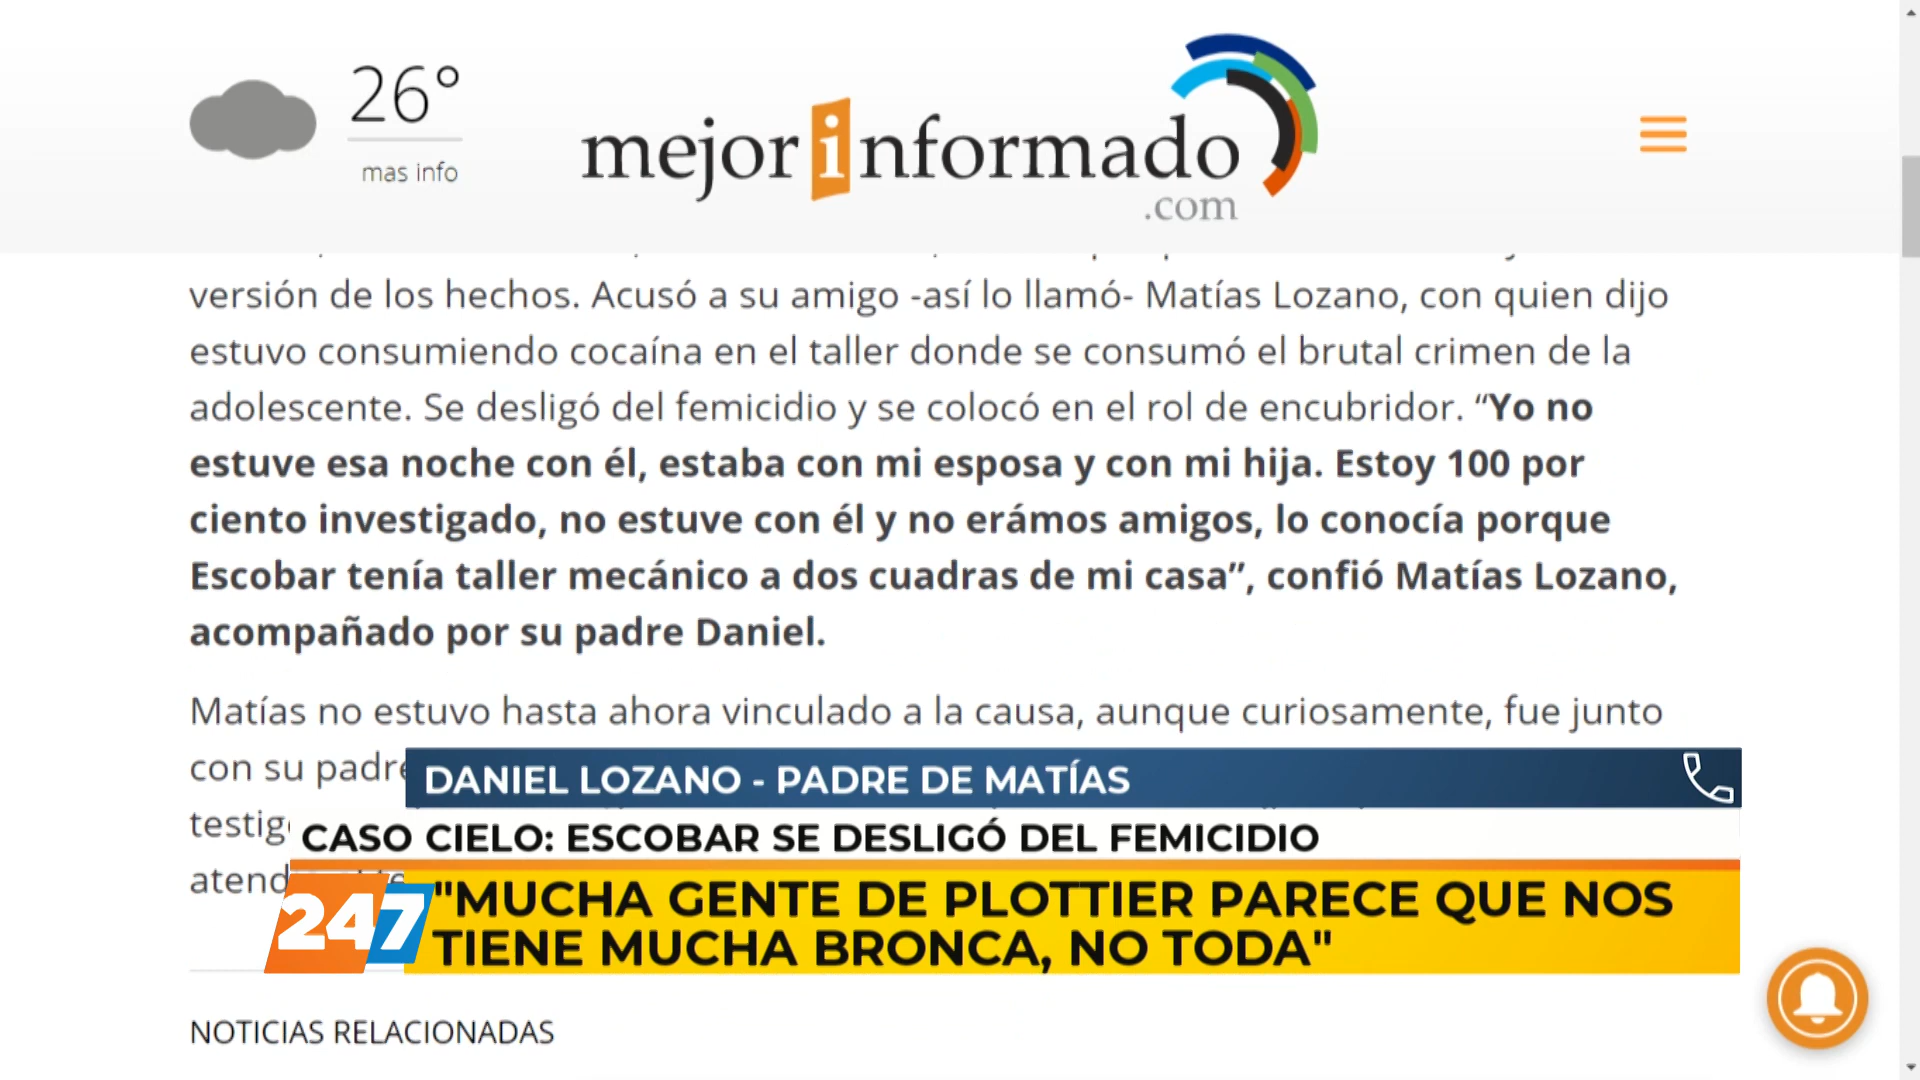 26°
mas info
mejorinformado
.com
versión de los hechos. Acusó a su amigo -así lo llamó- Matías Lozano, con quien dijo
estuvo consumiendo cocaína en el taller donde se consumó el brutal crimen de la
adolescente. Se desligó del femicidio y se colocó en el rol de encubridor. “Yo no
estuve esa noche con él, estaba con mi esposa y con mi hija. Estoy 100 por
ciento investigado, no estuve con él y no erámos amigos, lo conocía porque
Escobar tenía taller mecánico a dos cuadras de mi casa”, confió Matías Lozano,
acompañado por su padre Daniel.
Matías no estuvo hasta ahora vinculado a la causa, aunque curiosamente, fue junto
con su padre
DANIEL LOZANO - PADRE DE MATÍAS
CASO CIELO: ESCOBAR SE DESLIGÓ DEL FEMICIDIO
247
"MUCHA GENTE DE PLOTTIER PARECE QUE NOS
TIENE MUCHA BRONCA, NO TODA"
NOTICIAS RELACIONADAS